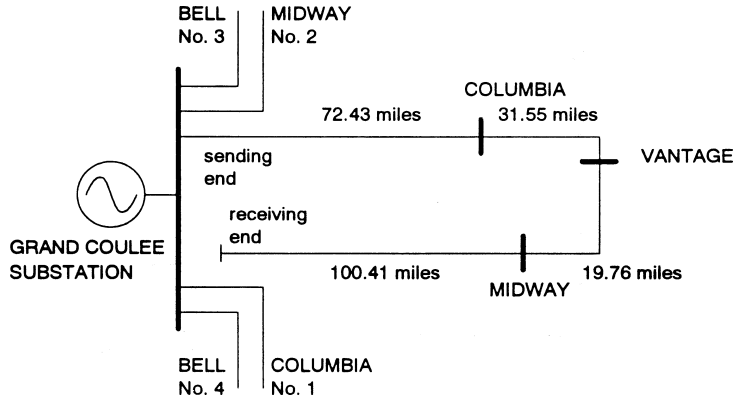 BELL
No. 3
MIDWAY
No. 2
COLUMBIA
72.43 miles
31.55 miles
VANTAGE
sending
end
receiving
end
GRAND COULEE
SUBSTATION
100.41 miles
19.76 miles
MIDWAY
BELL
No. 4
COLUMBIA
No. 1